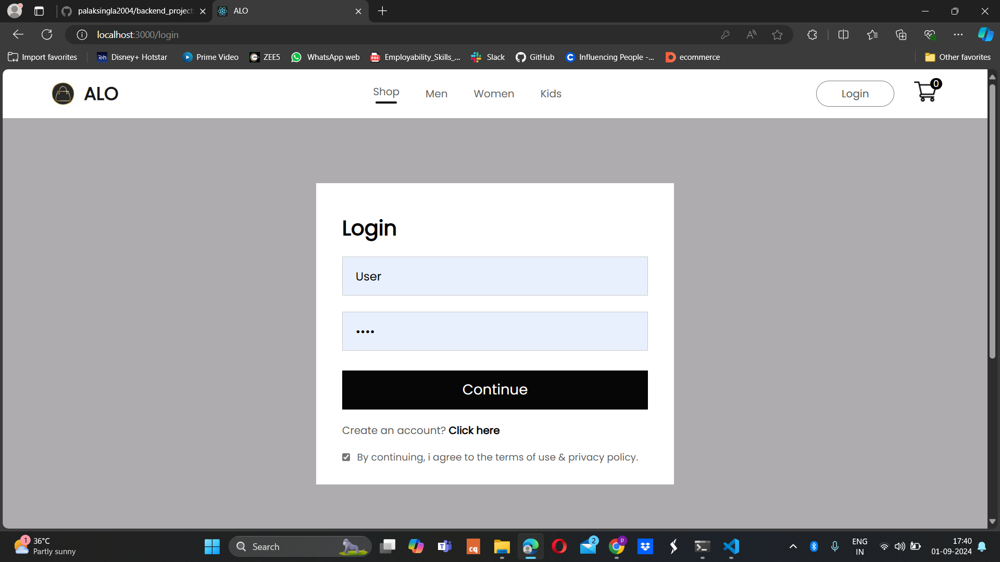 palaksingla2004/backend_project
ALO
localhost:3000/login
Import favorites
Disney+ Hotstar
Prime Video
ZEE5
WhatsApp web
Employability_Skills_...
Slack
GitHub
Influencing People -...
ecommerce
Other favorites
ALO
Shop
Men
Women
Kids
Login
0
Login
User
••••
Continue
Create an account? Click here
By continuing, i agree to the terms of use & privacy policy.
1
36°C
Partly sunny
Search
cq
2
p
ENG
IN
17:40
01-09-2024